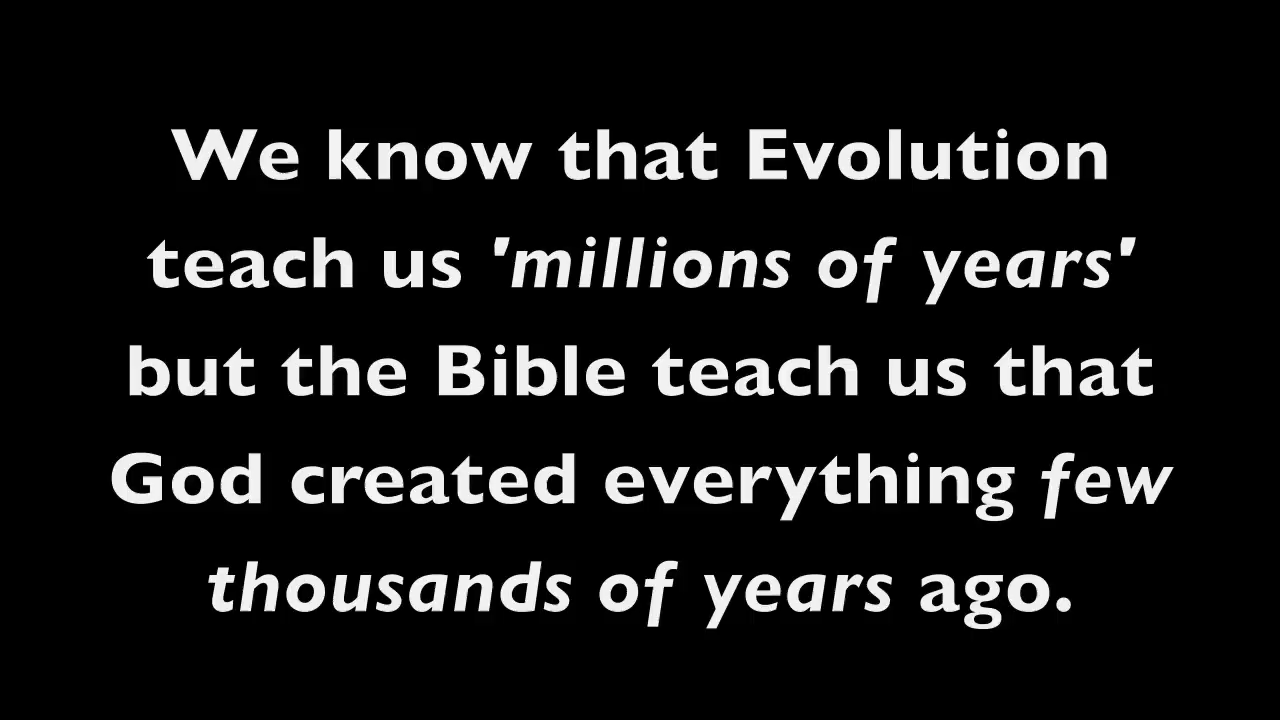 We know that Evolution
teach us 'millions of years'
but the Bible teach us that
God created everything few
thousands of years ago.